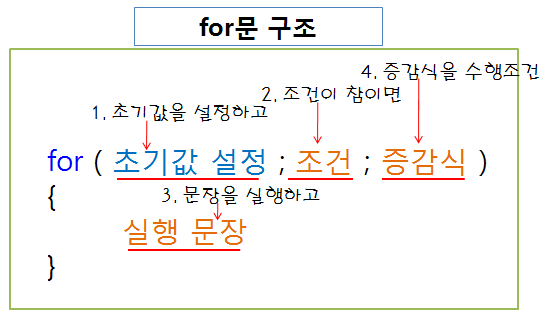 for문 구조
4, 증감식을 수행조건
2, 조건이 참이면
1, 초기값을 설정하고
for ( 초기값 설정 ; 조건 ; 증감식 )
{
3, 문장을 실행하고
실행 문장
}